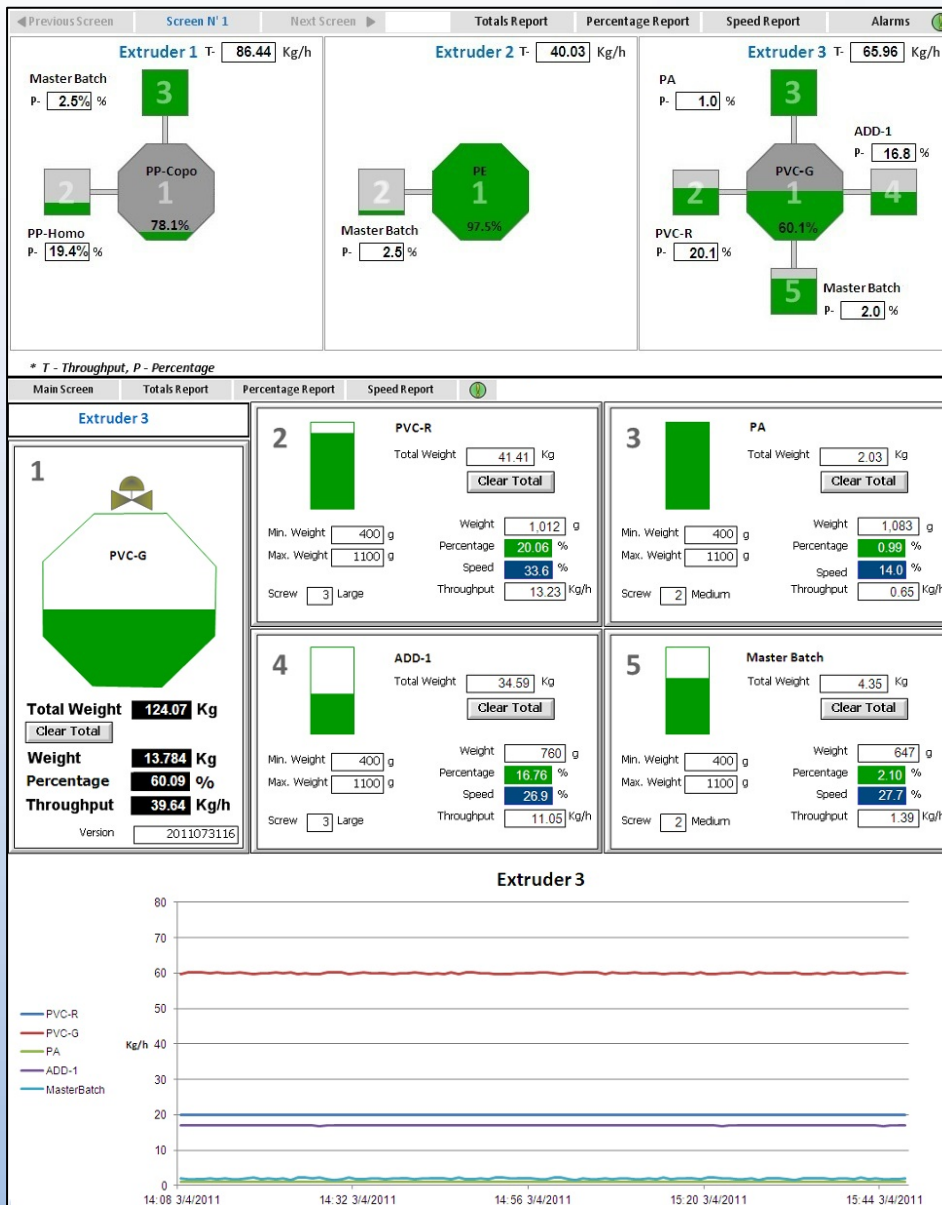 Previous Screen Screen N' 1 Next Screen Totals Report Percentage Report Speed Report Alarms
Extruder 1 T- 86.44 Kg/h
Master Batch
P- 2.5% %
3
2
PP-Copo
1
78.1%
PP-Homo
P- 19.4% %
Extruder 2 T- 40.03 Kg/h
PE
2
1
97.5%
Master Batch
P- 2.5 %
Extruder 3 T- 65.96 Kg/h
PA
P- 1.0 %
3
ADD-1
P- 16.8 %
PVC-G
2
1
4
60.1%
PVC-R
P- 20.1 %
5
Master Batch
P- 2.0 %
* T - Throughput, P - Percentage
Main Screen Totals Report Percentage Report Speed Report
Extruder 3
1
PVC-G
Total Weight 124.07 Kg
Clear Total
Weight 13.784 Kg
Percentage 60.09 %
Throughput 39.64 Kg/h
Version 2011073116
2
PVC-R
Total Weight 41.41 Kg
Clear Total
Min. Weight 400 g
Max. Weight 1100 g
Screw 3 Large
Weight 1,012 g
Percentage 20.06 %
Speed 33.6 %
Throughput 13.23 Kg/h
3
PA
Total Weight 2.03 Kg
Clear Total
Min. Weight 400 g
Max. Weight 1100 g
Screw 2 Medium
Weight 1,083 g
Percentage 0.99 %
Speed 14.0 %
Throughput 0.65 Kg/h
4
ADD-1
Total Weight 34.59 Kg
Clear Total
Min. Weight 400 g
Max. Weight 1100 g
Screw 3 Large
Weight 760 g
Percentage 16.76 %
Speed 26.9 %
Throughput 11.05 Kg/h
5
Master Batch
Total Weight 4.35 Kg
Clear Total
Min. Weight 400 g
Max. Weight 1100 g
Screw 2 Medium
Weight 647 g
Percentage 2.10 %
Speed 27.7 %
Throughput 1.39 Kg/h
Extruder 3
80
70
60
50
Kg/h 40
30
20
10
0
PVC-R
PVC-G
PA
ADD-1
MasterBatch
14:08 3/4/2011 14:32 3/4/2011 14:56 3/4/2011 15:20 3/4/2011 15:44 3/4/2011